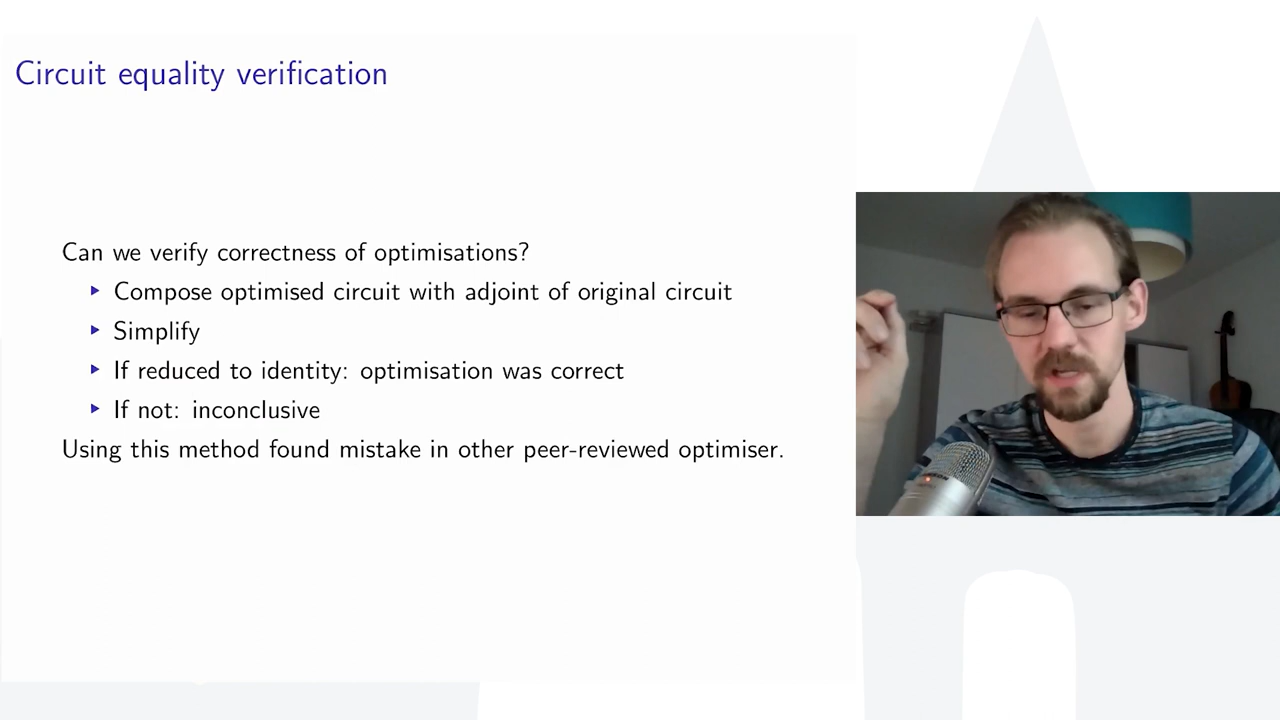 Circuit equality verification
Can we verify correctness of optimisations?
Compose optimised circuit with adjoint of original circuit
Simplify
If reduced to identity: optimisation was correct
If not: inconclusive
Using this method found mistake in other peer-reviewed optimiser.